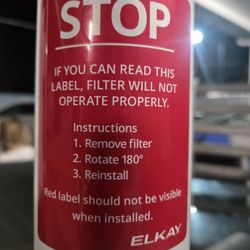 STOP
IF YOU CAN READ THIS
LABEL, FILTER WILL NOT
OPERATE PROPERLY.
Instructions
1. Remove filter
2. Rotate 180°
3. Reinstall
Red label should not be visible
when installed.
ELKAY